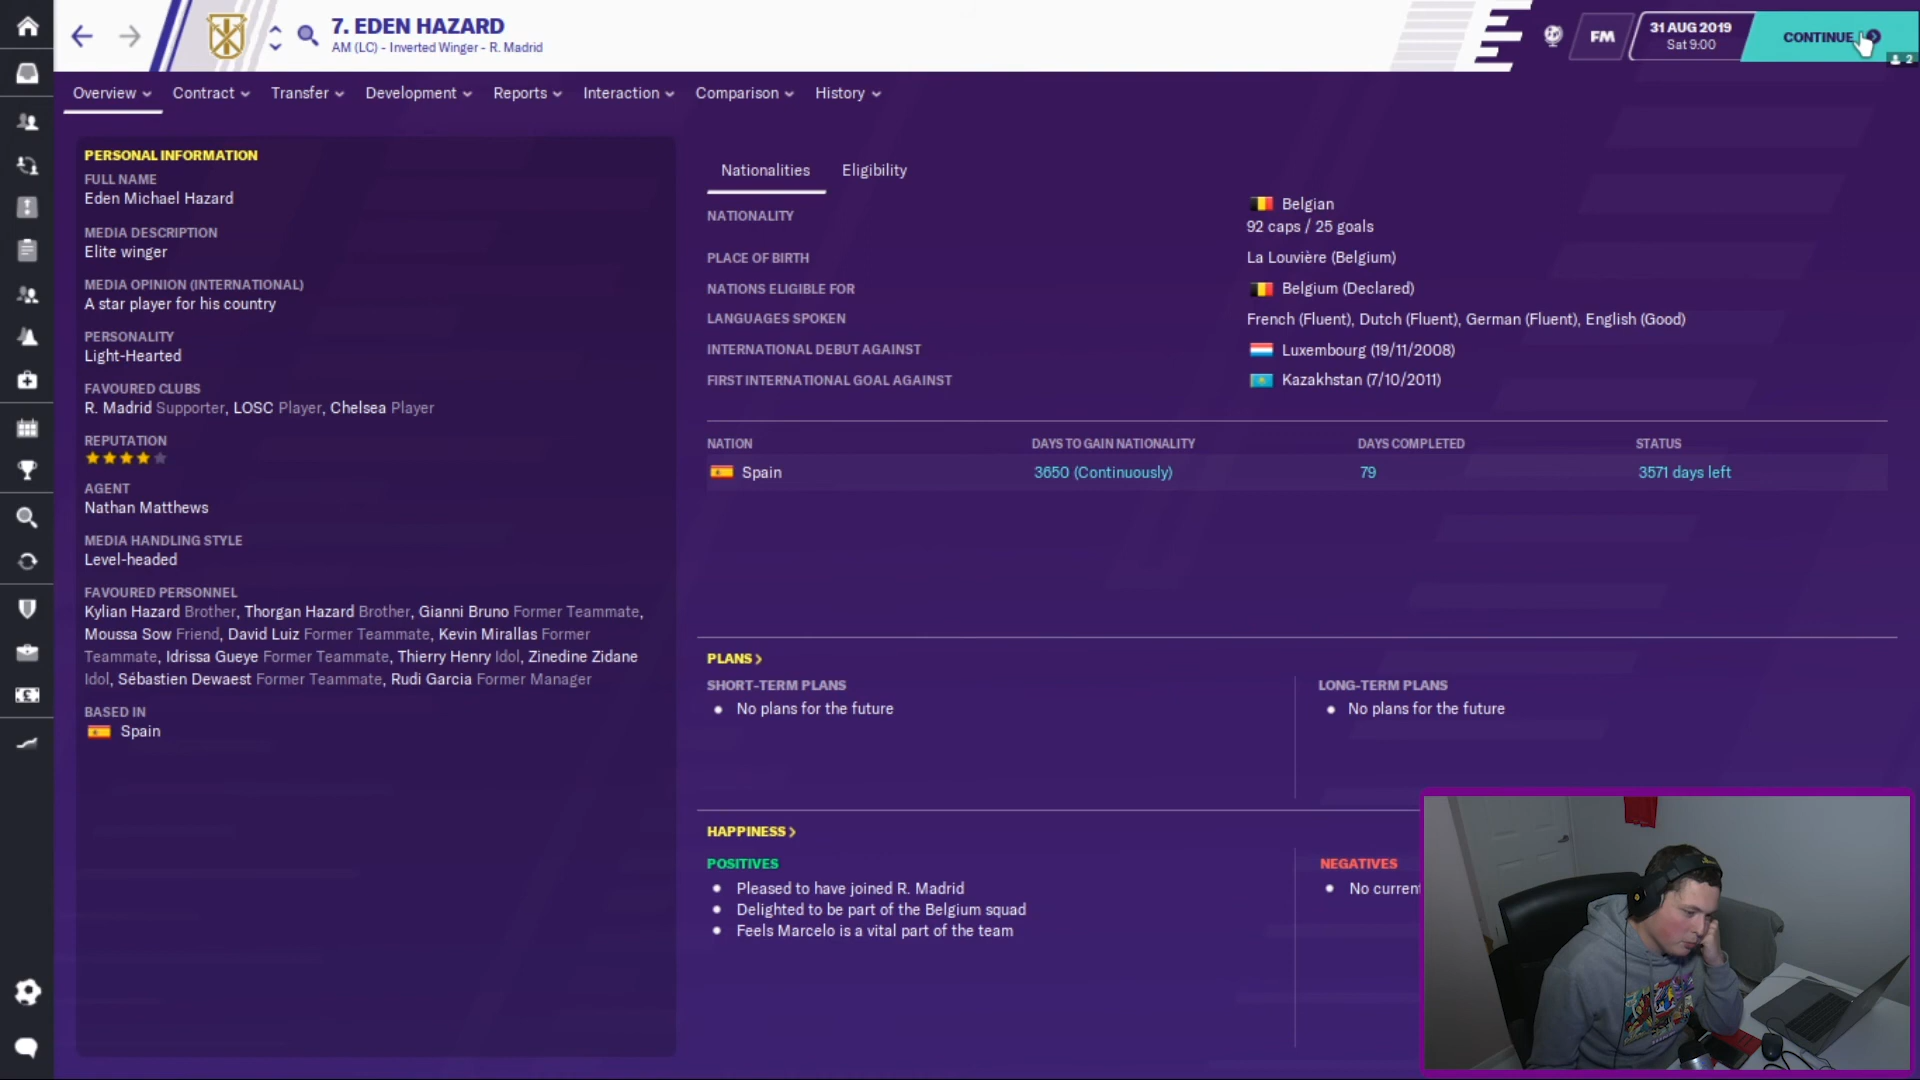 7. EDEN HAZARD
AM (LC) - Inverted Winger - R. Madrid
FM
31 AUG 2019
Sat 9:00
CONTINUE
2
Overview
Contract
Transfer
Development
Reports
Interaction
Comparison
History
PERSONAL INFORMATION
FULL NAME
Eden Michael Hazard
MEDIA DESCRIPTION
Elite winger
MEDIA OPINION (INTERNATIONAL)
A star player for his country
PERSONALITY
Light-Hearted
FAVOURED CLUBS
R. Madrid Supporter, LOSC Player, Chelsea Player
REPUTATION
AGENT
Nathan Matthews
MEDIA HANDLING STYLE
Level-headed
FAVOURED PERSONNEL
Kylian Hazard Brother, Thorgan Hazard Brother, Gianni Bruno Former Teammate,
Moussa Sow Friend, David Luiz Former Teammate, Kevin Mirallas Former
Teammate, Idrissa Gueye Former Teammate, Thierry Henry Idol, Zinedine Zidane
Idol, Sébastien Dewaest Former Teammate, Rudi Garcia Former Manager
BASED IN
Spain
Nationalities
Eligibility
NATIONALITY
Belgian
92 caps / 25 goals
PLACE OF BIRTH
La Louvière (Belgium)
NATIONS ELIGIBLE FOR
Belgium (Declared)
LANGUAGES SPOKEN
French (Fluent), Dutch (Fluent), German (Fluent), English (Good)
INTERNATIONAL DEBUT AGAINST
Luxembourg (19/11/2008)
FIRST INTERNATIONAL GOAL AGAINST
Kazakhstan (7/10/2011)
NATION DAYS TO GAIN NATIONALITY DAYS COMPLETED STATUS
Spain 3650 (Continuously) 79 3571 days left
PLANS >
SHORT-TERM PLANS
No plans for the future
LONG-TERM PLANS
No plans for the future
HAPPINESS >
POSITIVES
Pleased to have joined R. Madrid
Delighted to be part of the Belgium squad
Feels Marcelo is a vital part of the team
NEGATIVES
No current